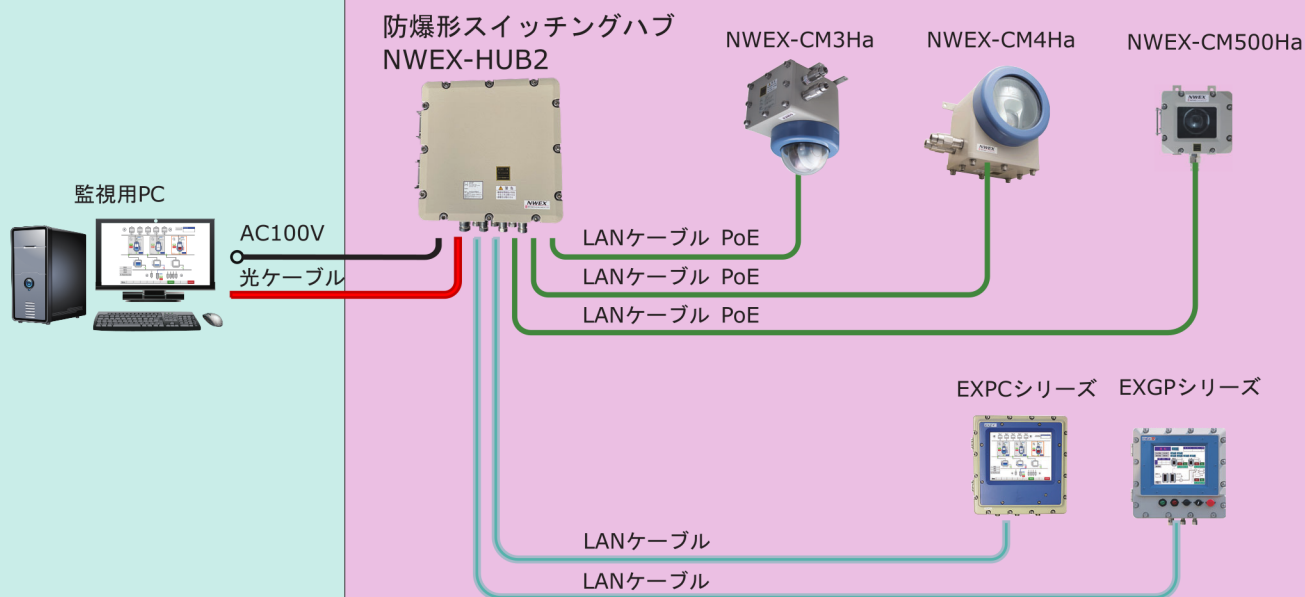 防爆形スイッチングハブ
NWEX-HUB2
NWEX-CM3Ha
NWEX-CM4Ha
NWEX-CM500Ha
監視用PC
AC100V
光ケーブル
LANケーブル PoE
LANケーブル PoE
LANケーブル PoE
EXPCシリーズ
EXGPシリーズ
LANケーブル
LANケーブル
NWEX
NWEX
NWEX